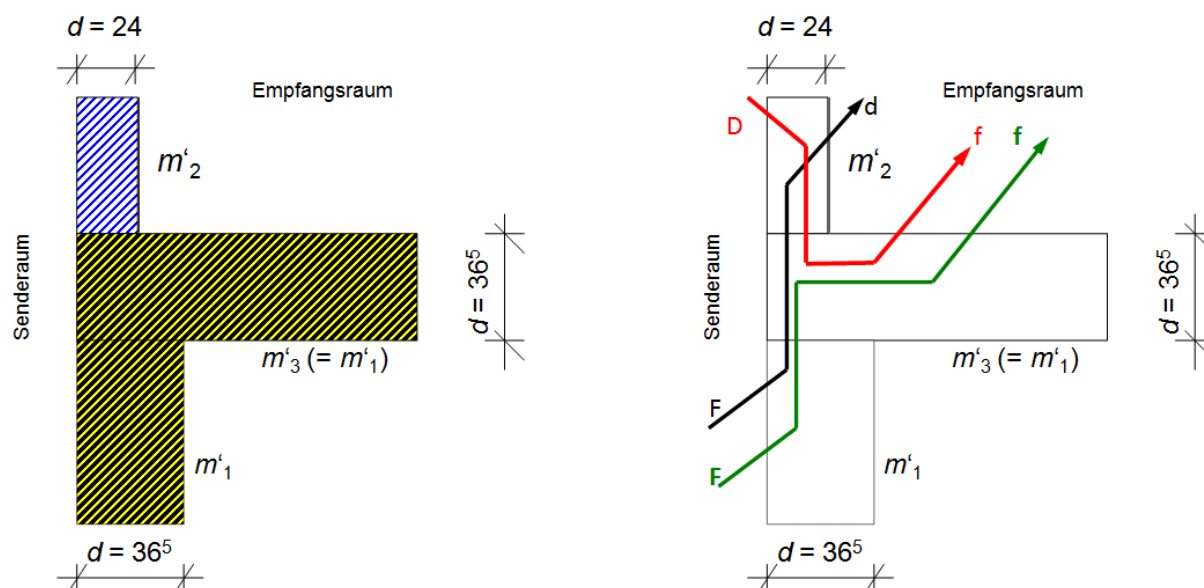 d = 24
Empfangsraum
m‘2
Senderaum
d = 36⁵
m‘3 (= m‘1)
m‘1
d = 36⁵
d = 24
Empfangsraum
D
d
f
f
m‘2
Senderaum
d = 36⁵
m‘3 (= m‘1)
F
F
m‘1
d = 36⁵